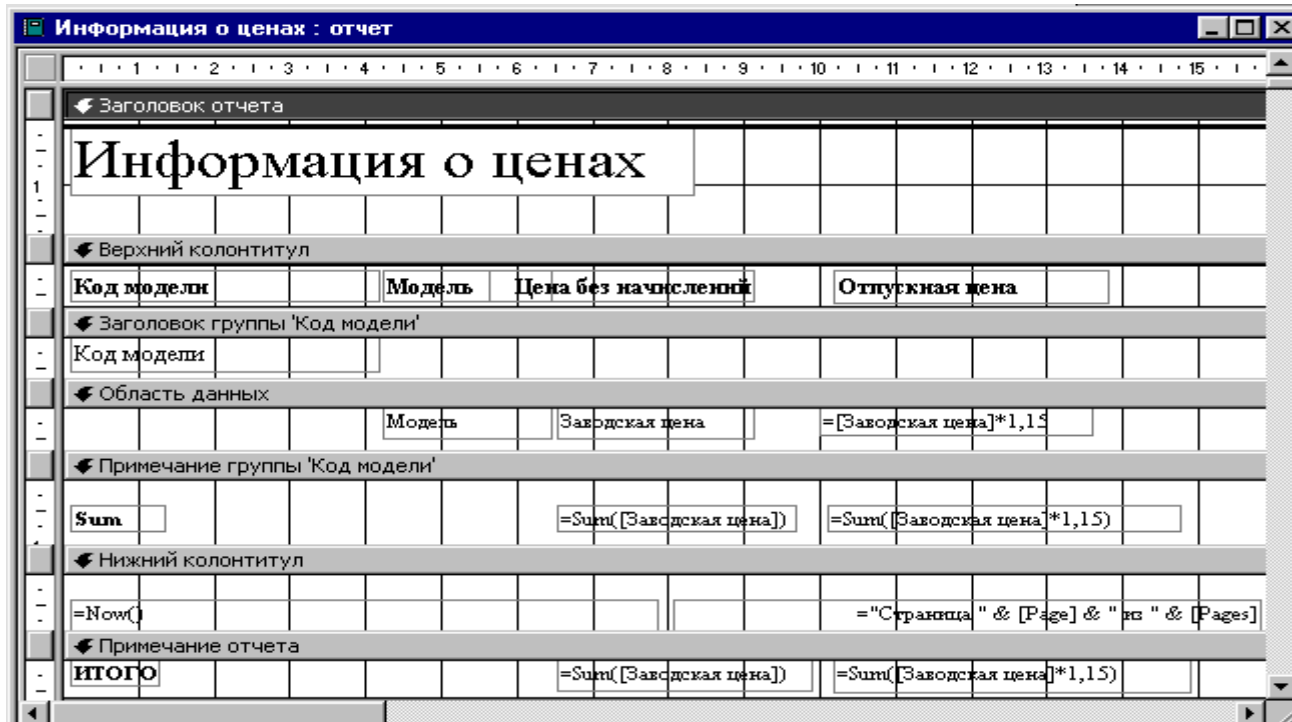 Информация о ценах : отчет
1 2 3 4 5 6 7 8 9 10 11 12 13 14 15
Заголовок отчета
Информация о ценах
1
Верхний колонтитул
Код модели Модель Цена без начислений Отпускная цена
Заголовок группы 'Код модели'
Код модели
Область данных
Модель Заводская цена =[Заводская цена]*1,15
Примечание группы 'Код модели'
Sum =Sum([Заводская цена]) =Sum([Заводская цена]*1,15)
Нижний колонтитул
=Now() ="Страница " & [Page] & " из " & [Pages]
Примечание отчета
ИТОГО =Sum([Заводская цена]) =Sum([Заводская цена]*1,15)